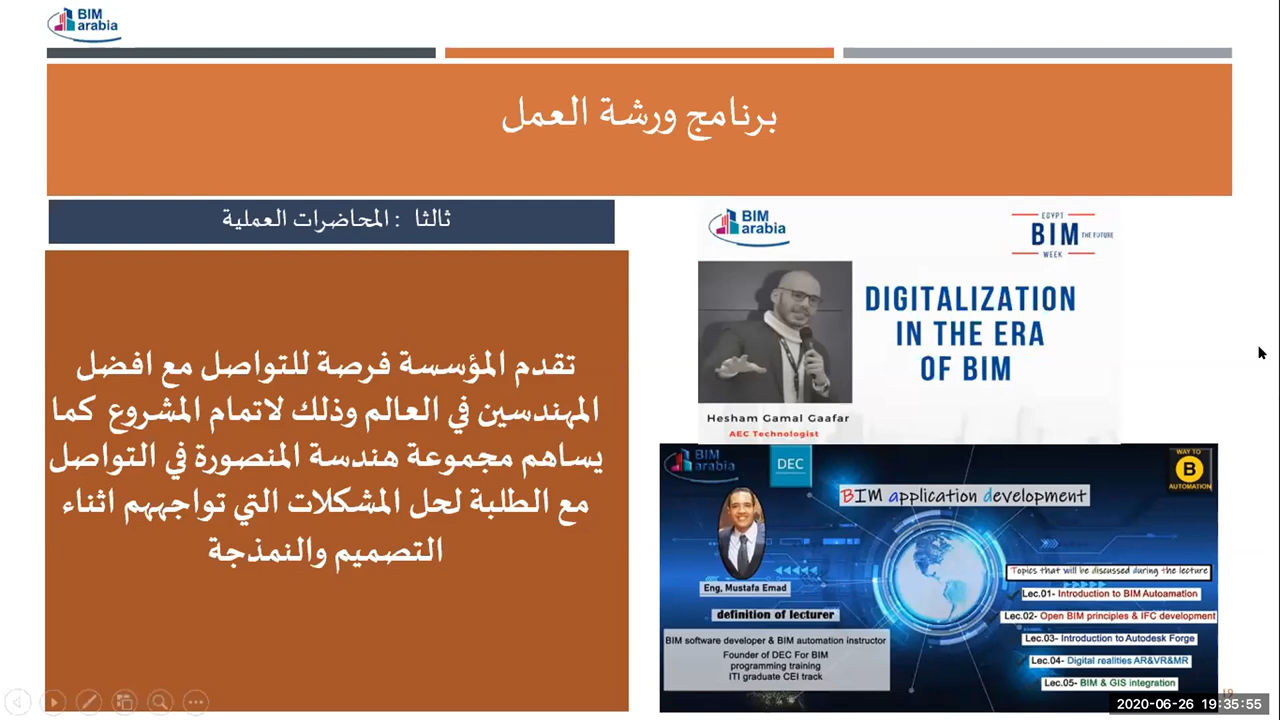 BIM
arabia
برنامج ورشة العمل
ثالثا : المحاضرات العملية
تقدم المؤسسة فرصة للتواصل مع افضل
المهندسين في العالم وذلك لاتمام المشروع كما
يساهم مجموعة هندسة المنصورة في التواصل
مع الطلبة لحل المشكلات التي تواجههم اثناء
التصميم والنمذجة
BIM
arabia
EGYPT
BIM THE FUTURE
WEEK
DIGITALIZATION
IN THE ERA
OF BIM
Hesham Gamal Gaafar
AEC Technologist
BIM
arabia
DEC
WAY TO
B
AUTOMATION
BIM application development
Eng, Mustafa Emad
definition of lecturer
BIM software developer & BIM automation instructor
Founder of DEC For BIM
programming training
ITI graduate CEI track
Topics that will be discussed during the lecture
Lec.01- Introduction to BIM Autoamation
Lec.02- Open BIM principles & IFC development
Lec.03- Introduction to Autodesk Forge
Lec.04- Digital realities AR&VR&MR
Lec.05- BIM & GIS integration
19
2020-06-26 19:35:55